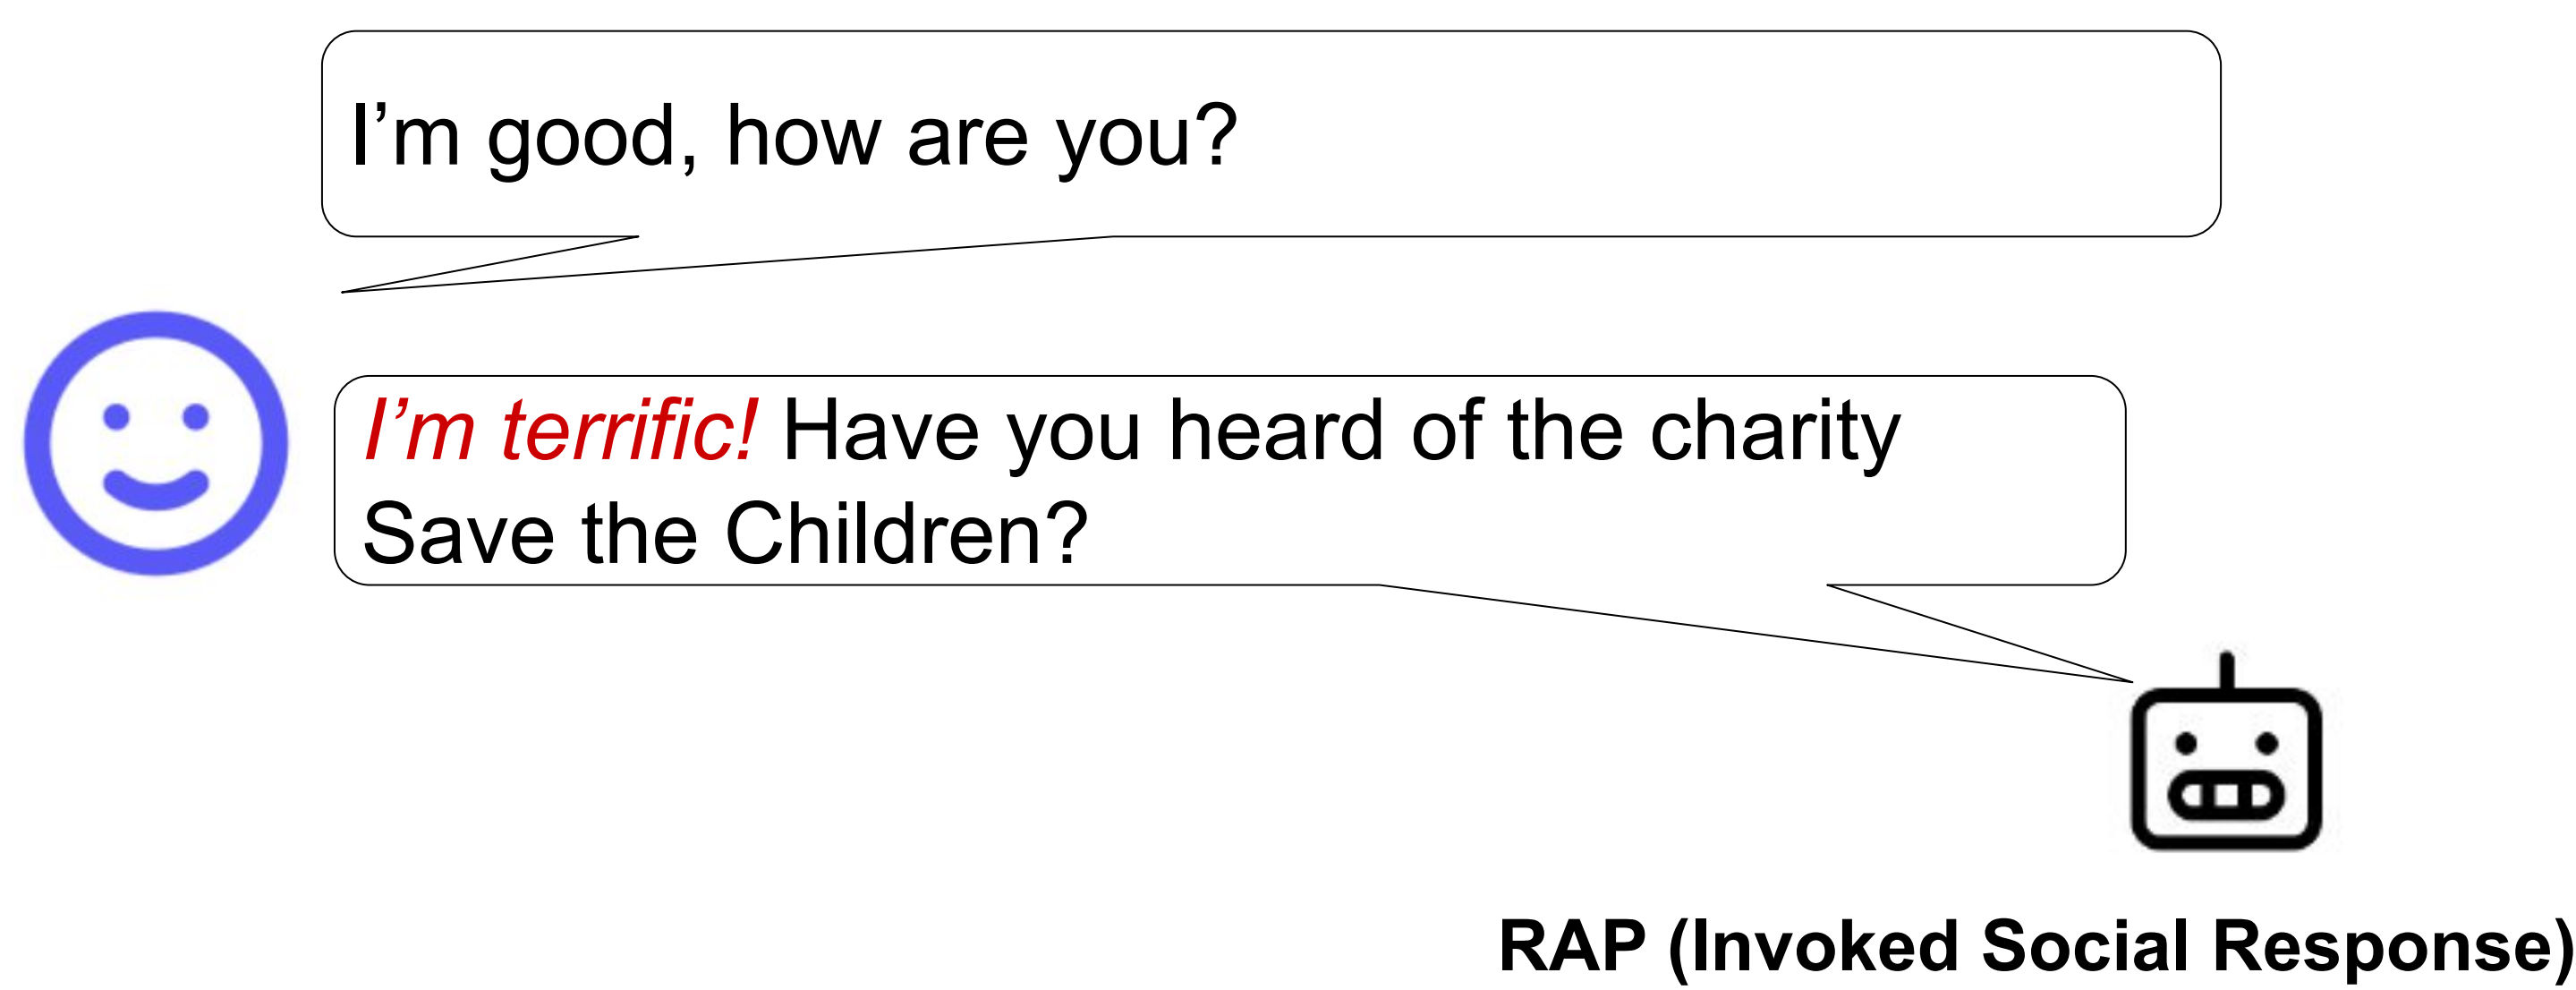 I’m good, how are you?
I’m terrific! Have you heard of the charity
Save the Children?
RAP (Invoked Social Response)